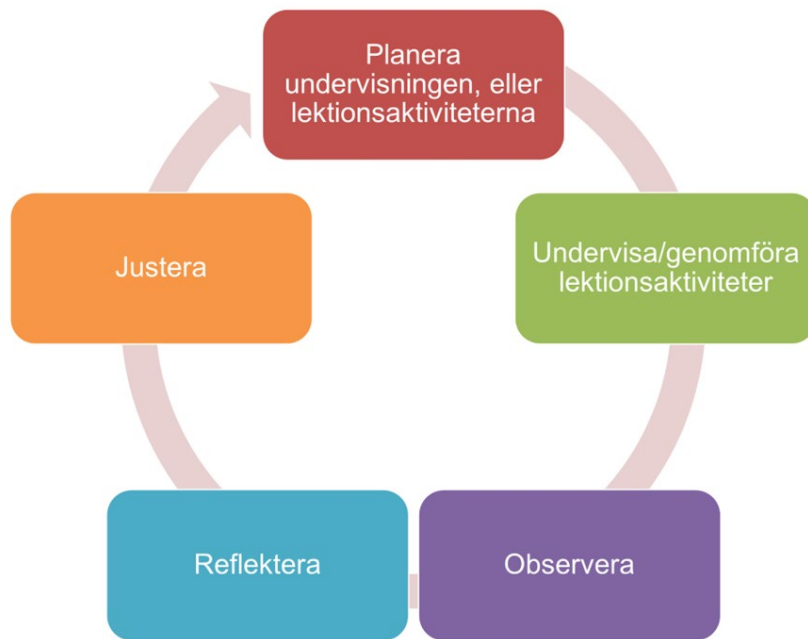 Planera
undervisningen, eller
lektionsaktiviteterna
Undervisa/genomföra
lektionsaktiviteter
Observera
Reflektera
Justera